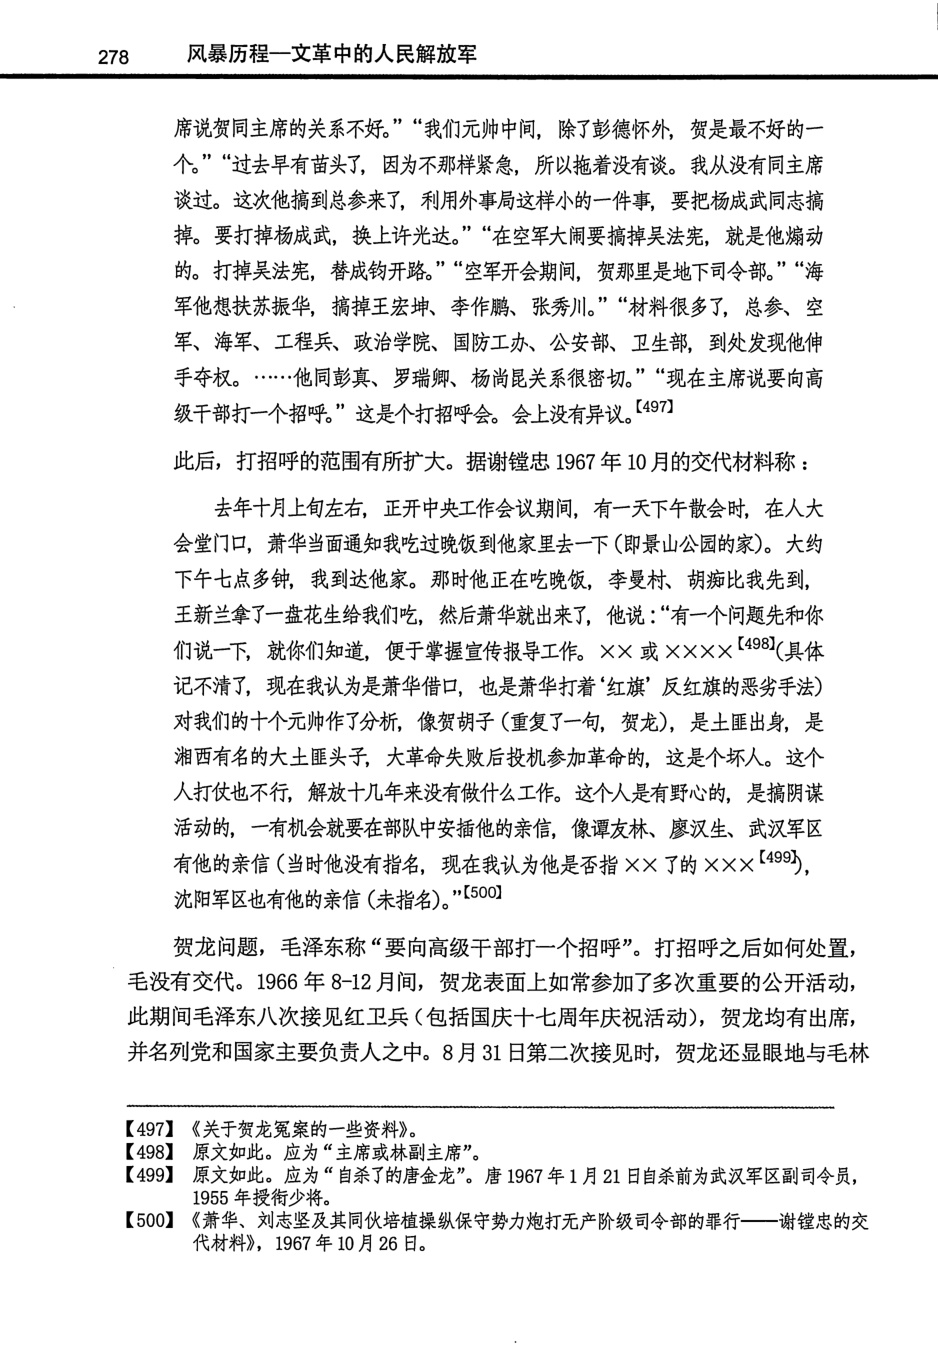 278 风暴历程—文革中的人民解放军
席说贺同主席的关系不好。”“我们元帅中间，除了彭德怀外，贺是最不好的一
个。”“过去早有苗头了，因为不那样紧急，所以拖着没有谈。我从没有同主席
谈过。这次他搞到总参来了，利用外事局这样小的一件事，要把杨成武同志搞
掉。要打掉杨成武，换上许光达。”“在空军大闹要搞掉吴法宪，就是他煽动
的。打掉吴法宪，替成钧开路。”“空军开会期间，贺那里是地下司令部。”“海
军他想扶苏振华，搞掉王宏坤、李作鹏、张秀川。”“材料很多了，总参、空
军、海军、工程兵、政治学院、国防工办、公安部、卫生部，到处发现他伸
手夺权。……他同彭真、罗瑞卿、杨尚昆关系很密切。”“现在主席说要向高
级干部打一个招呼。”这是个打招呼会。会上没有异议。【497】
此后，打招呼的范围有所扩大。据谢镗忠 1967 年 10 月的交代材料称：
去年十月上旬左右，正开中央工作会议期间，有一天下午散会时，在人大
会堂门口，萧华当面通知我吃过晚饭到他家里去一下（即景山公园的家）。大约
下午七点多钟，我到达他家。那时他正在吃晚饭，李曼村、胡痴比我先到，
王新兰拿了一盘花生给我们吃，然后萧华就出来了，他说：“有一个问题先和你
们说一下，就你们知道，便于掌握宣传报导工作。×× 或 ××××【498】（具体
记不清了，现在我认为是萧华借口，也是萧华打着‘红旗’反红旗的恶劣手法）
对我们的十个元帅作了分析，像贺胡子（重复了一句，贺龙），是土匪出身，是
湘西有名的大土匪头子，大革命失败后投机参加革命的，这是个坏人。这个
人打仗也不行，解放十几年来没有做什么工作。这个人是有野心的，是搞阴谋
活动的，一有机会就要在部队中安插他的亲信，像谭友林、廖汉生、武汉军区
有他的亲信（当时他没有指名，现在我认为他是否指 ×× 了的 ×××【499】），
沈阳军区也有他的亲信（未指名）。”【500】
贺龙问题，毛泽东称“要向高级干部打一个招呼”。打招呼之后如何处置，
毛没有交代。1966 年 8-12 月间，贺龙表面上如常参加了多次重要的公开活动，
此期间毛泽东八次接见红卫兵（包括国庆十七周年庆祝活动），贺龙均有出席，
并名列党和国家主要负责人之中。8 月 31 日第二次接见时，贺龙还显眼地与毛林
【497】《关于贺龙冤案的一些资料》。
【498】 原文如此。应为“主席或林副主席”。
【499】 原文如此。应为“自杀了的唐金龙”。唐 1967 年 1 月 21 日自杀前为武汉军区副司令员，
1955 年授衔少将。
【500】《萧华、刘志坚及其同伙培植操纵保守势力炮打无产阶级司令部的罪行——谢镗忠的交
代材料》，1967 年 10 月 26 日。